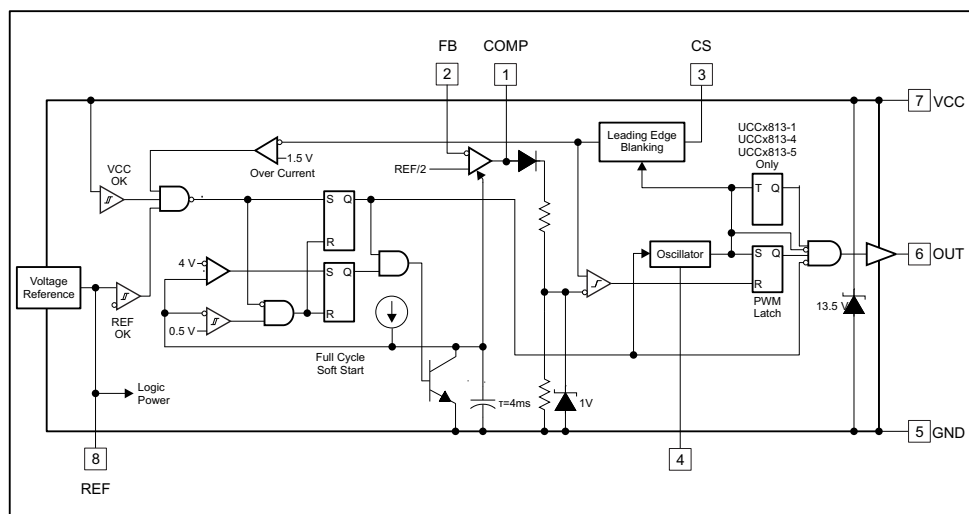 FB COMP CS
2 1 3
7 VCC
UCCx813-1
UCCx813-4
UCCx813-5
Only
Leading Edge
Blanking
1.5 V
Over Current
VCC
OK
REF/2
T Q
S Q
R
4 V
S Q
R
Oscillator
S Q
R
PWM
Latch
6 OUT
Voltage
Reference
REF
OK
0.5 V
13.5 V
Full Cycle
Soft Start
Logic
Power
τ=4ms
1V
5 GND
8
REF
4